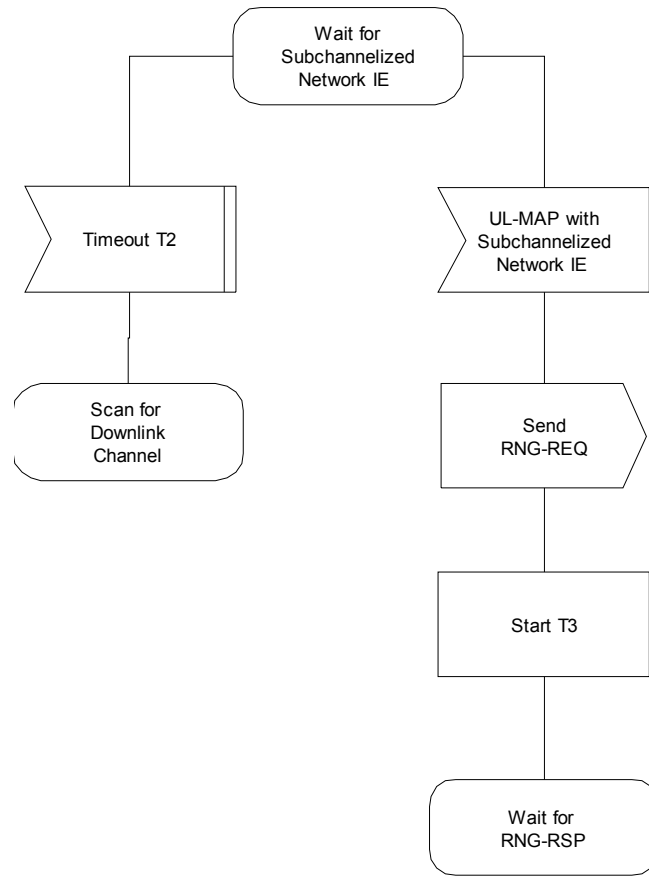 Wait for
Subchannelized
Network IE
Timeout T2
UL-MAP with
Subchannelized
Network IE
Scan for
Downlink
Channel
Send
RNG-REQ
Start T3
Wait for
RNG-RSP